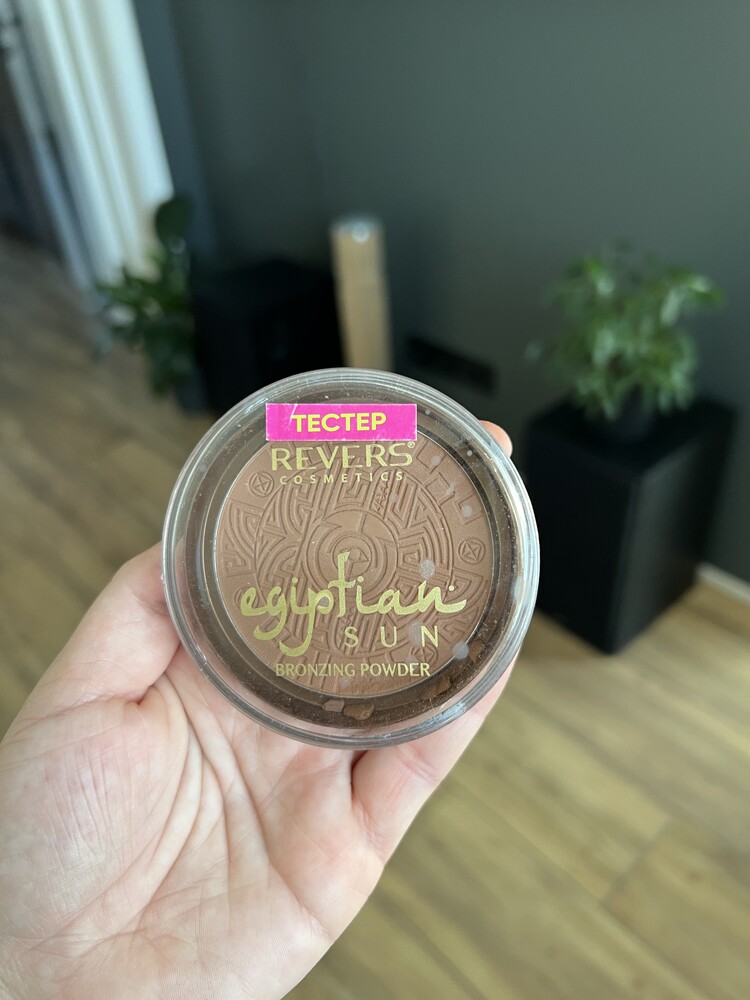 ТЕСТЕР
REVERS®
COSMETICS
egiptian
SUN
BRONZING POWDER